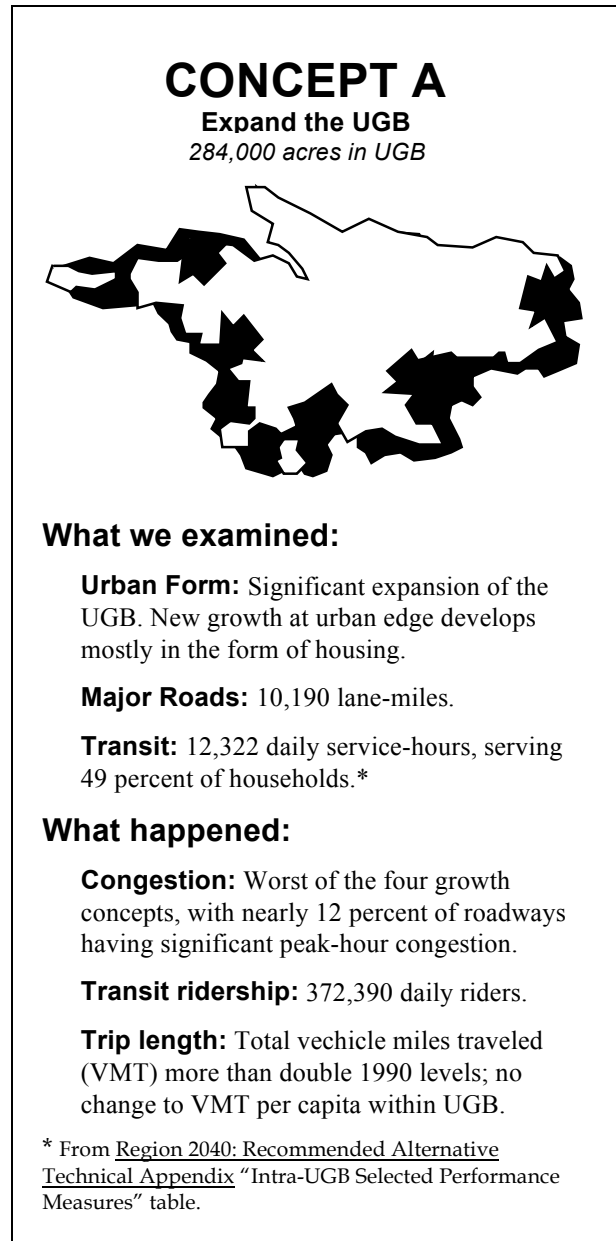 CONCEPT A
Expand the UGB
284,000 acres in UGB
What we examined:
Urban Form: Significant expansion of the
UGB. New growth at urban edge develops
mostly in the form of housing.
Major Roads: 10,190 lane-miles.
Transit: 12,322 daily service-hours, serving
49 percent of households.*
What happened:
Congestion: Worst of the four growth
concepts, with nearly 12 percent of roadways
having significant peak-hour congestion.
Transit ridership: 372,390 daily riders.
Trip length: Total vechicle miles traveled
(VMT) more than double 1990 levels; no
change to VMT per capita within UGB.
* From Region 2040: Recommended Alternative
Technical Appendix “Intra-UGB Selected Performance
Measures” table.